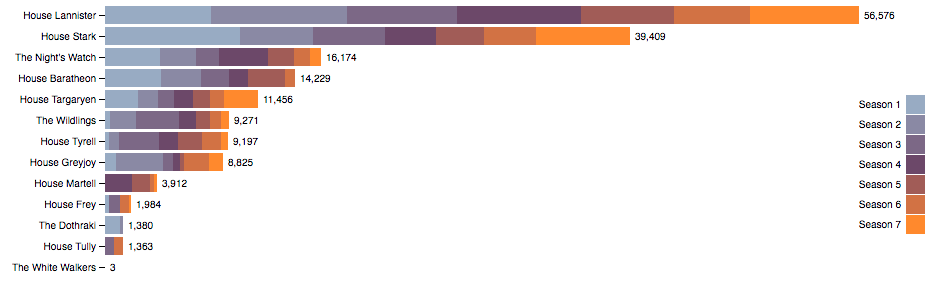 House Lannister 56,576
House Stark 39,409
The Night's Watch 16,174
House Baratheon 14,229
House Targaryen 11,456
The Wildlings 9,271
House Tyrell 9,197
House Greyjoy 8,825
House Martell 3,912
House Frey 1,984
The Dothraki 1,380
House Tully 1,363
The White Walkers 3
Season 1
Season 2
Season 3
Season 4
Season 5
Season 6
Season 7